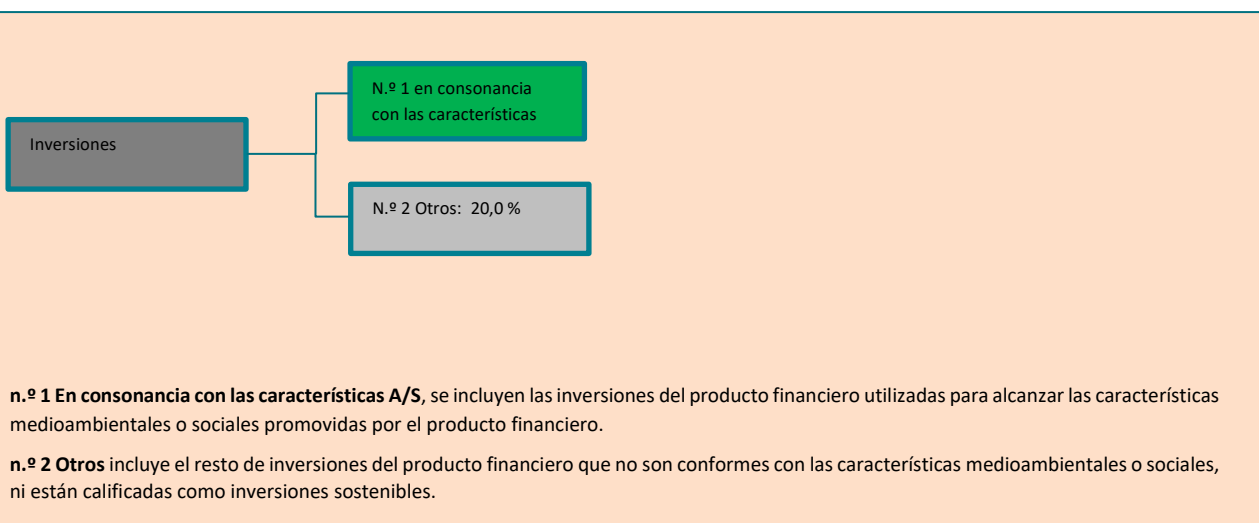 N.º 1 en consonancia
con las características
Inversiones
N.º 2 Otros: 20,0 %
n.º 1 En consonancia con las características A/S, se incluyen las inversiones del producto financiero utilizadas para alcanzar las características
medioambientales o sociales promovidas por el producto financiero.
n.º 2 Otros incluye el resto de inversiones del producto financiero que no son conformes con las características medioambientales o sociales,
ni están calificadas como inversiones sostenibles.